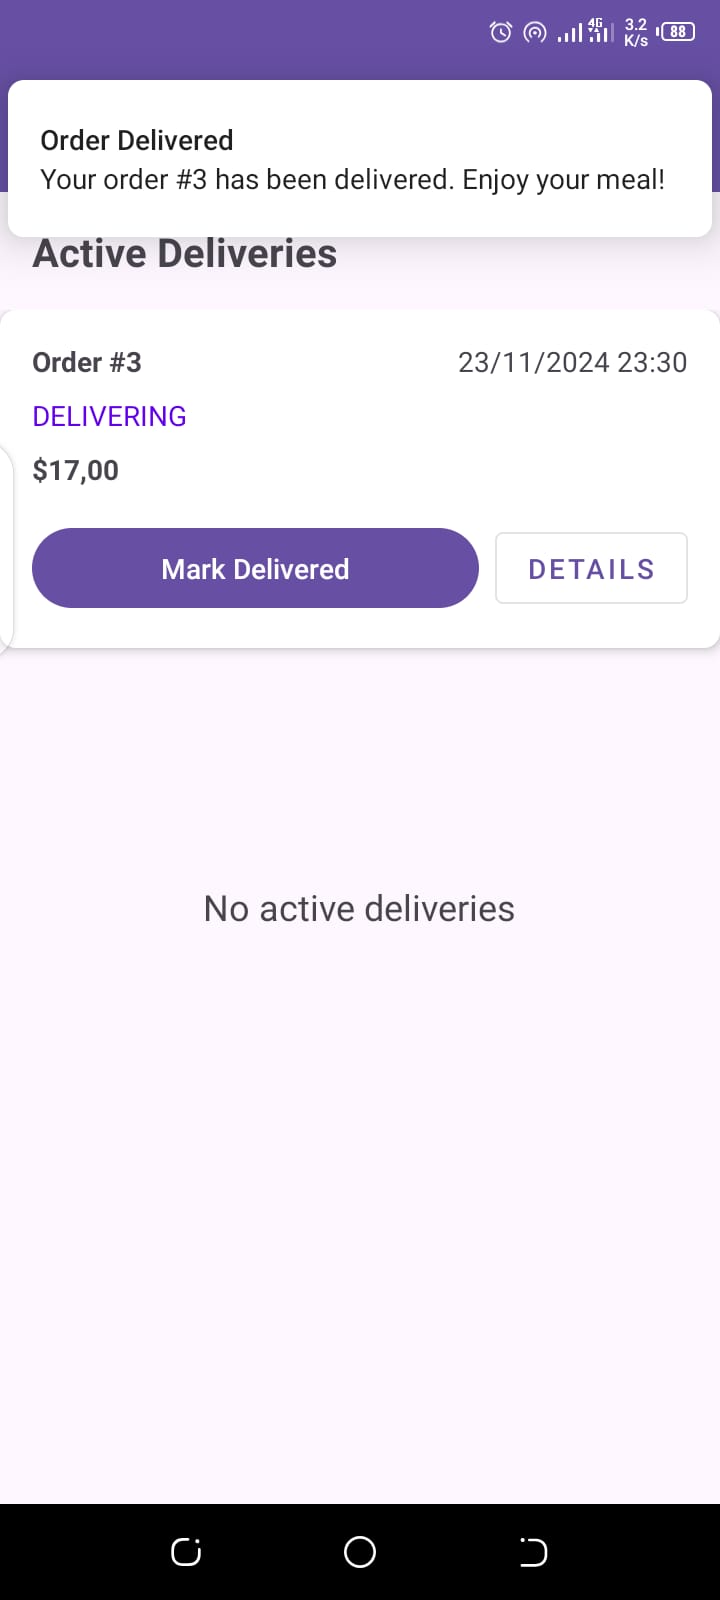 4G
3.2
K/s
88
Order Delivered
Your order #3 has been delivered. Enjoy your meal!
Active Deliveries
Order #3
23/11/2024 23:30
DELIVERING
$17,00
Mark Delivered
DETAILS
No active deliveries